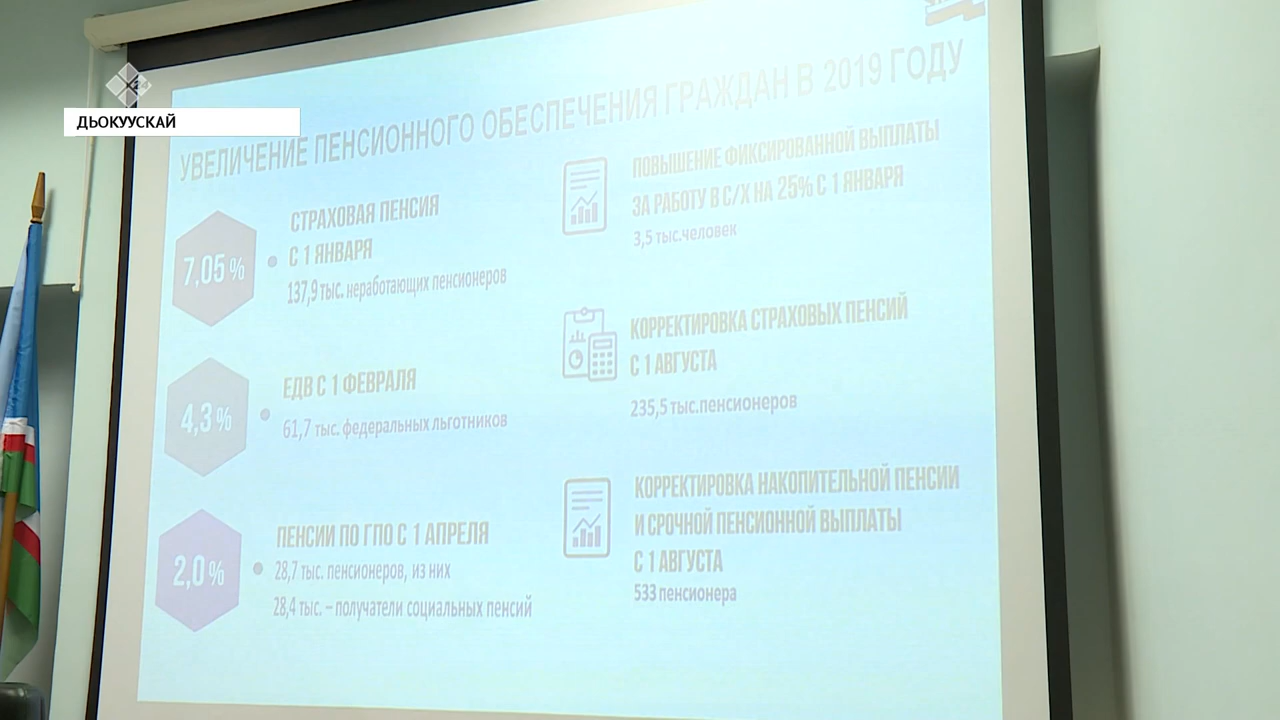 ДЬОКУУСКАЙ
УВЕЛИЧЕНИЕ ПЕНСИОННОГО ОБЕСПЕЧЕНИЯ ГРАЖДАН В 2019 ГОДУ
7,05 %
СТРАХОВАЯ ПЕНСИЯ
С 1 ЯНВАРЯ
137,9 тыс. неработающих пенсионеров
4,3 %
ЕДВ С 1 ФЕВРАЛЯ
61,7 тыс. федеральных льготников
2,0 %
ПЕНСИИ ПО ГПО С 1 АПРЕЛЯ
28,7 тыс. пенсионеров, из них
28,4 тыс. – получатели социальных пенсий
ПОВЫШЕНИЕ ФИКСИРОВАННОЙ ВЫПЛАТЫ
ЗА РАБОТУ В С/Х НА 25% С 1 ЯНВАРЯ
3,5 тыс.человек
КОРРЕКТИРОВКА СТРАХОВЫХ ПЕНСИЙ
С 1 АВГУСТА
235,5 тыс.пенсионеров
КОРРЕКТИРОВКА НАКОПИТЕЛЬНОЙ ПЕНСИИ
И СРОЧНОЙ ПЕНСИОННОЙ ВЫПЛАТЫ
С 1 АВГУСТА
533 пенсионера